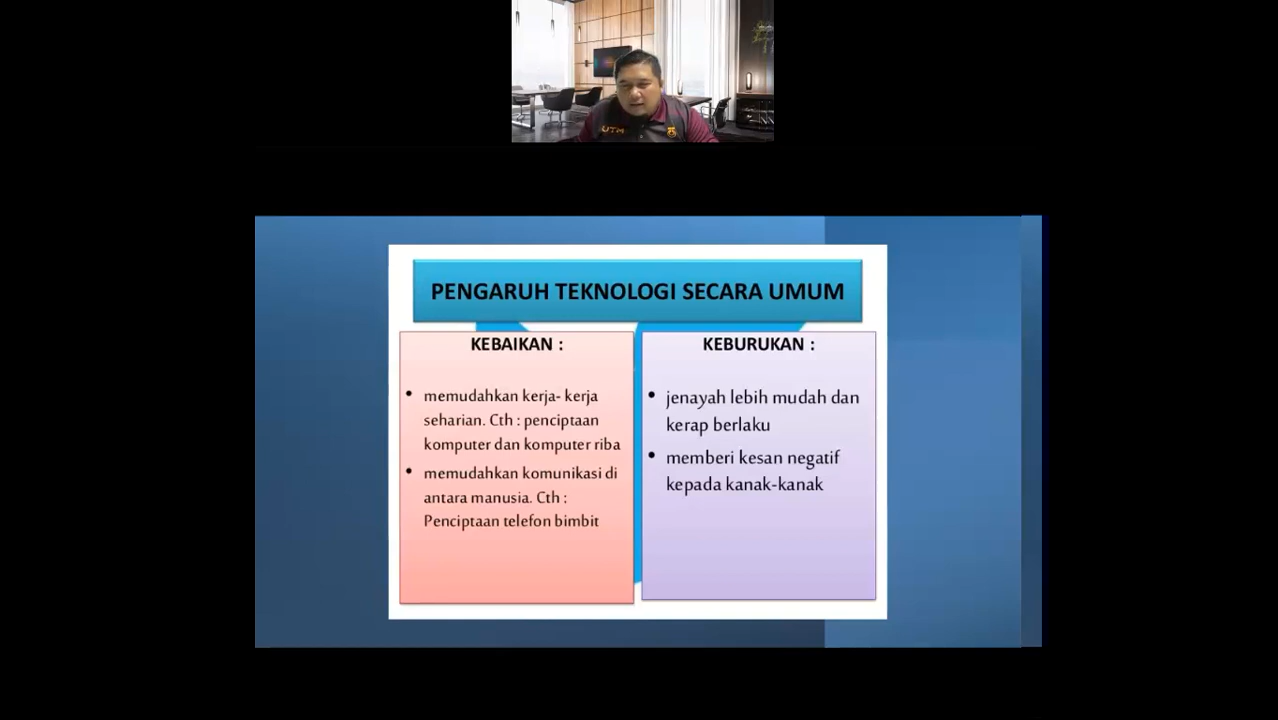 UTM
PENGARUH TEKNOLOGI SECARA UMUM
KEBAIKAN :
• memudahkan kerja- kerja
seharian. Cth : penciptaan
komputer dan komputer riba
• memudahkan komunikasi di
antara manusia. Cth :
Penciptaan telefon bimbit
KEBURUKAN :
• jenayah lebih mudah dan
kerap berlaku
• memberi kesan negatif
kepada kanak-kanak